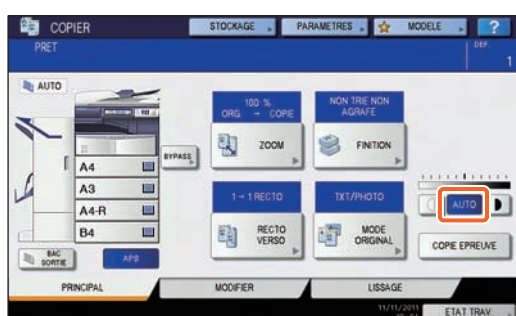 COPIER
STOCKAGE
PARAMETRES
MODELE
?
PRET
DEF.
1
AUTO
100 %
ORG. → COPIE
NON TRIE NON
AGRAFE
ZOOM
FINITION
BYPASS
A4
A3
A4-R
B4
1→1 RECTO
TXT/PHOTO
AUTO
RECTO
VERSO
MODE
ORIGINAL
COPIE EPREUVE
BAC
SORTIE
APS
PRINCIPAL
MODIFIER
LISSAGE
11/11/2011
ETAT TRAV.